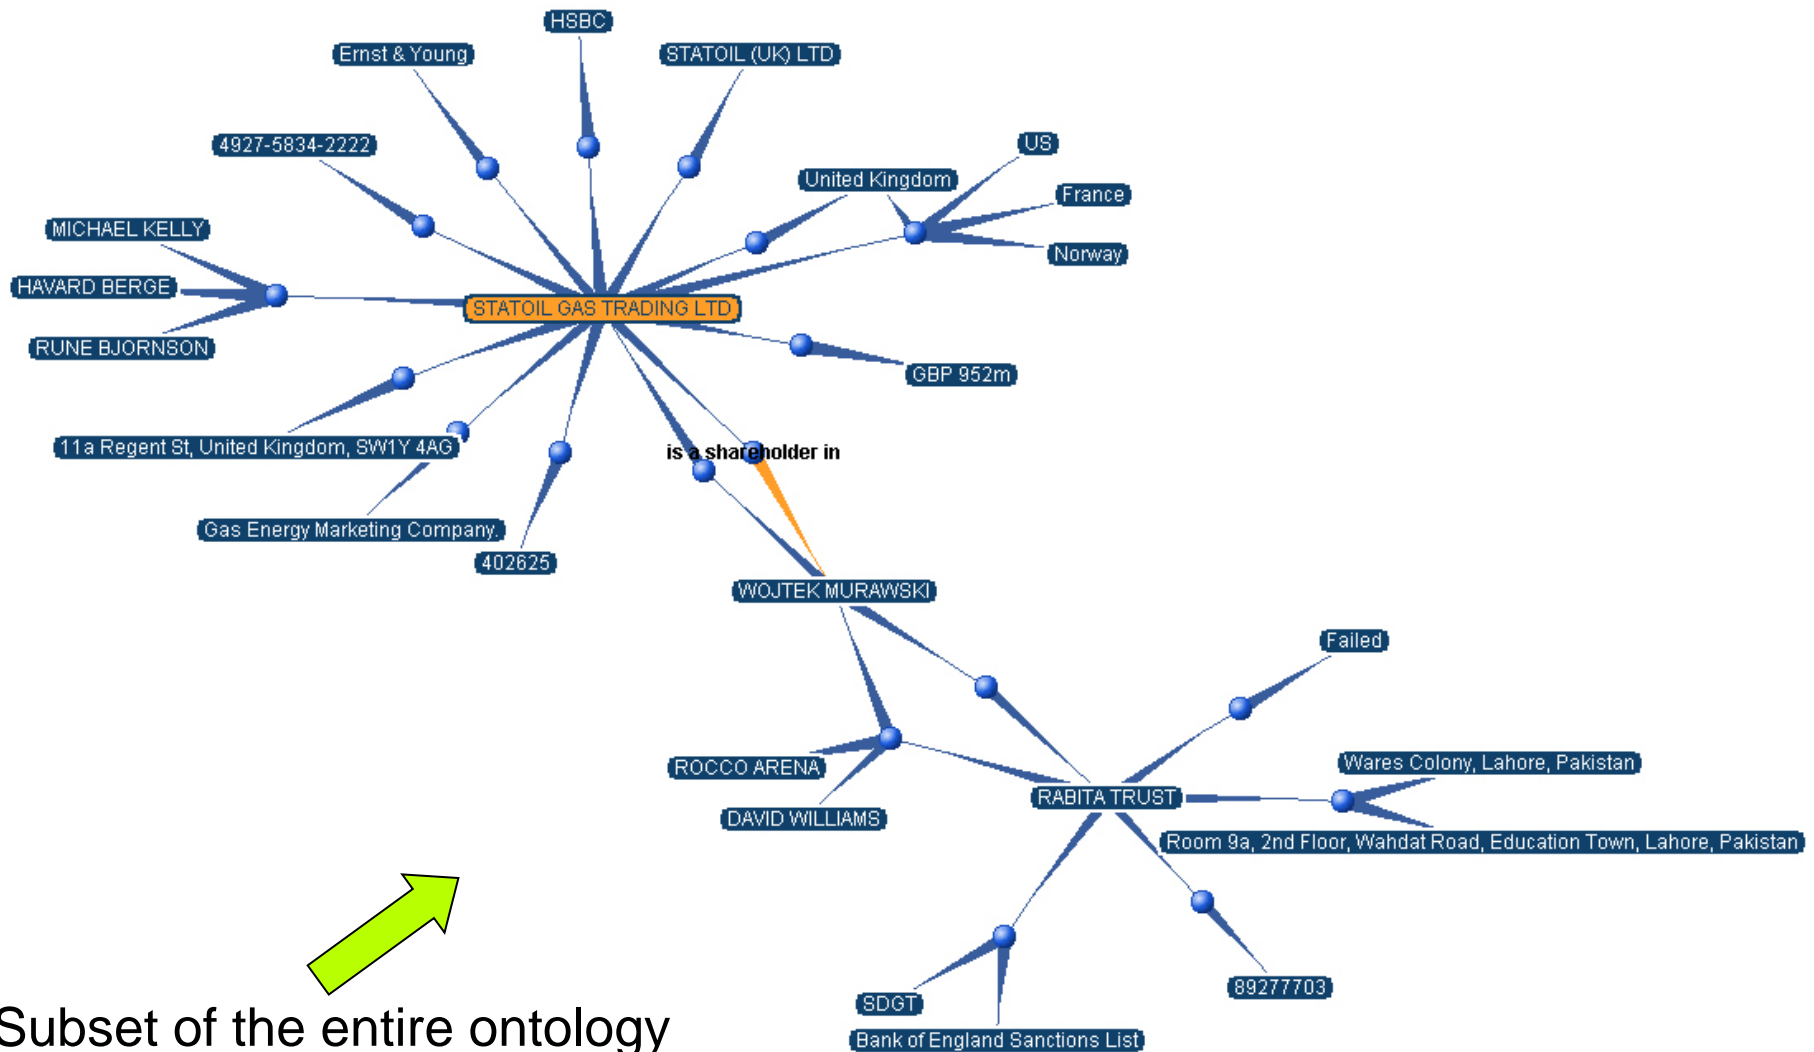 HSBC
Ernst & Young
STATOIL (UK) LTD
4927-5834-2222
US
United Kingdom
France
MICHAEL KELLY
Norway
HAVARD BERGE
STATOIL GAS TRADING LTD
RUNE BJORNSON
GBP 952m
11a Regent St, United Kingdom, SW1Y 4AG
is a shareholder in
Gas Energy Marketing Company.
402625
WOJTEK MURAWSKI
Failed
ROCCO ARENA
Wares Colony, Lahore, Pakistan
RABITA TRUST
DAVID WILLIAMS
Room 9a, 2nd Floor, Wahdat Road, Education Town, Lahore, Pakistan
89277703
SDGT
Subset of the entire ontology
Bank of England Sanctions List